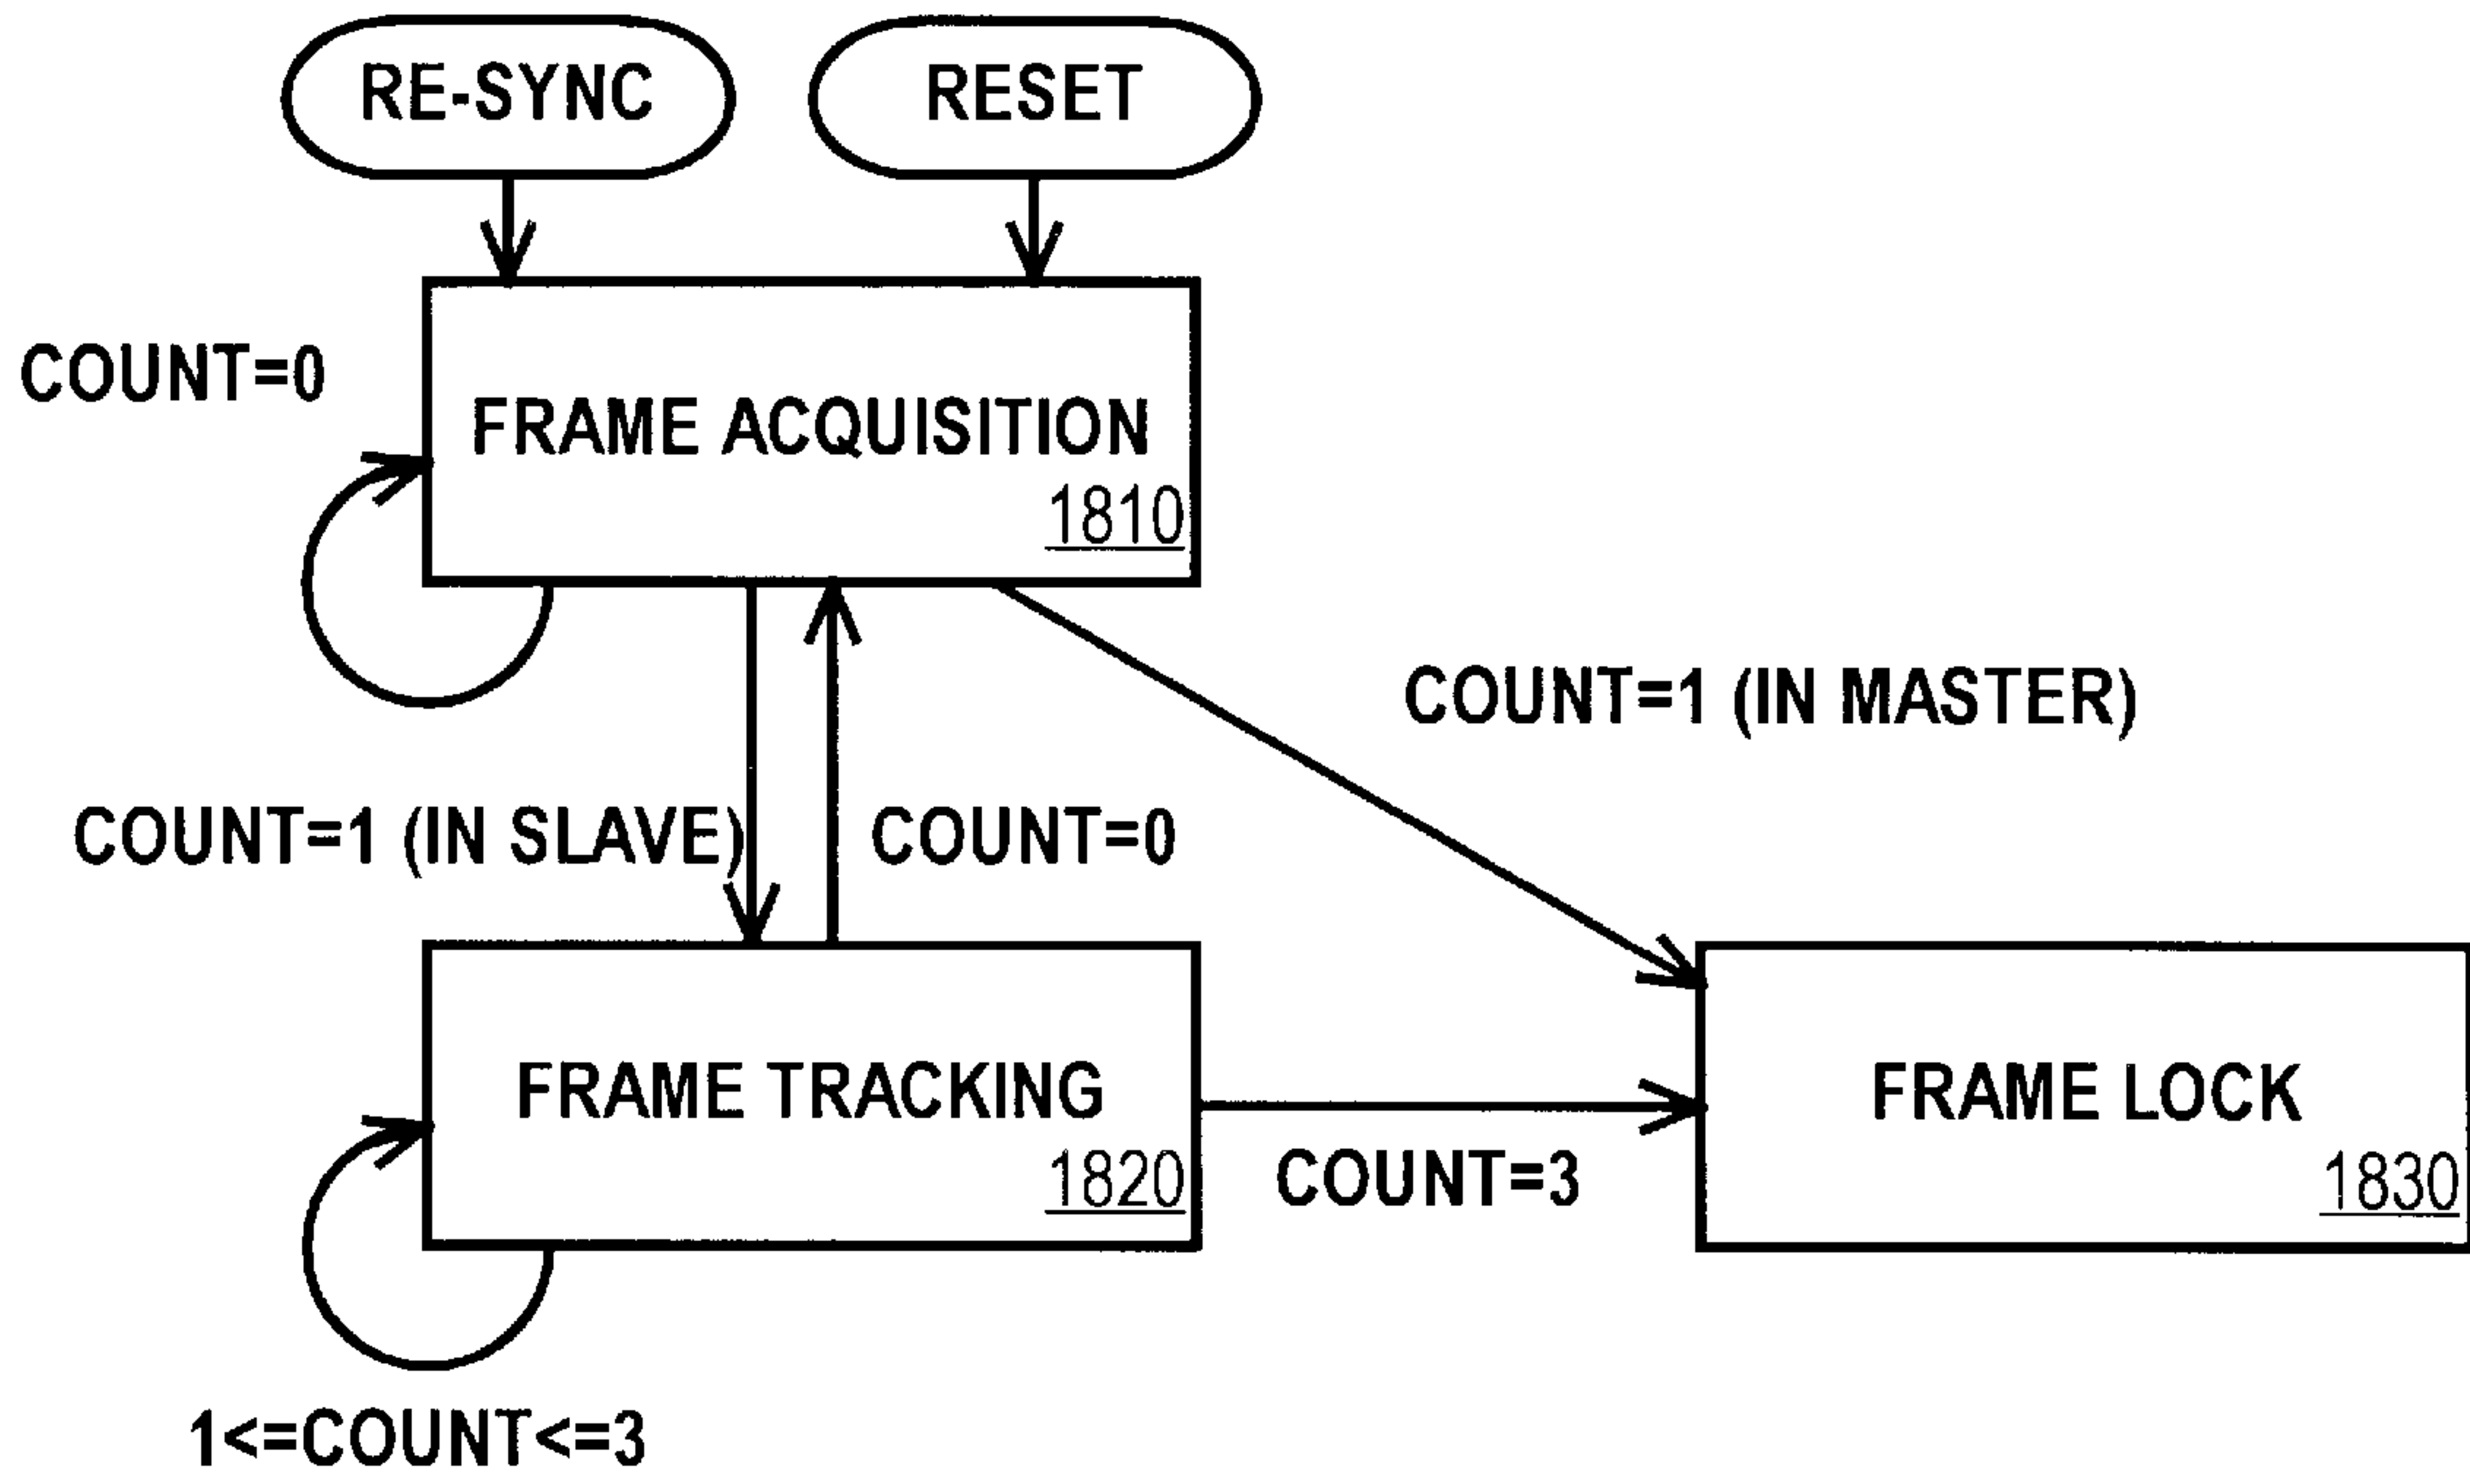 RE-SYNC
RESET
COUNT=0
FRAME ACQUISITION
1810
COUNT=1 (IN MASTER)
COUNT=1 (IN SLAVE)
COUNT=0
FRAME TRACKING
1820
COUNT=3
FRAME LOCK
1830
1<=COUNT<=3